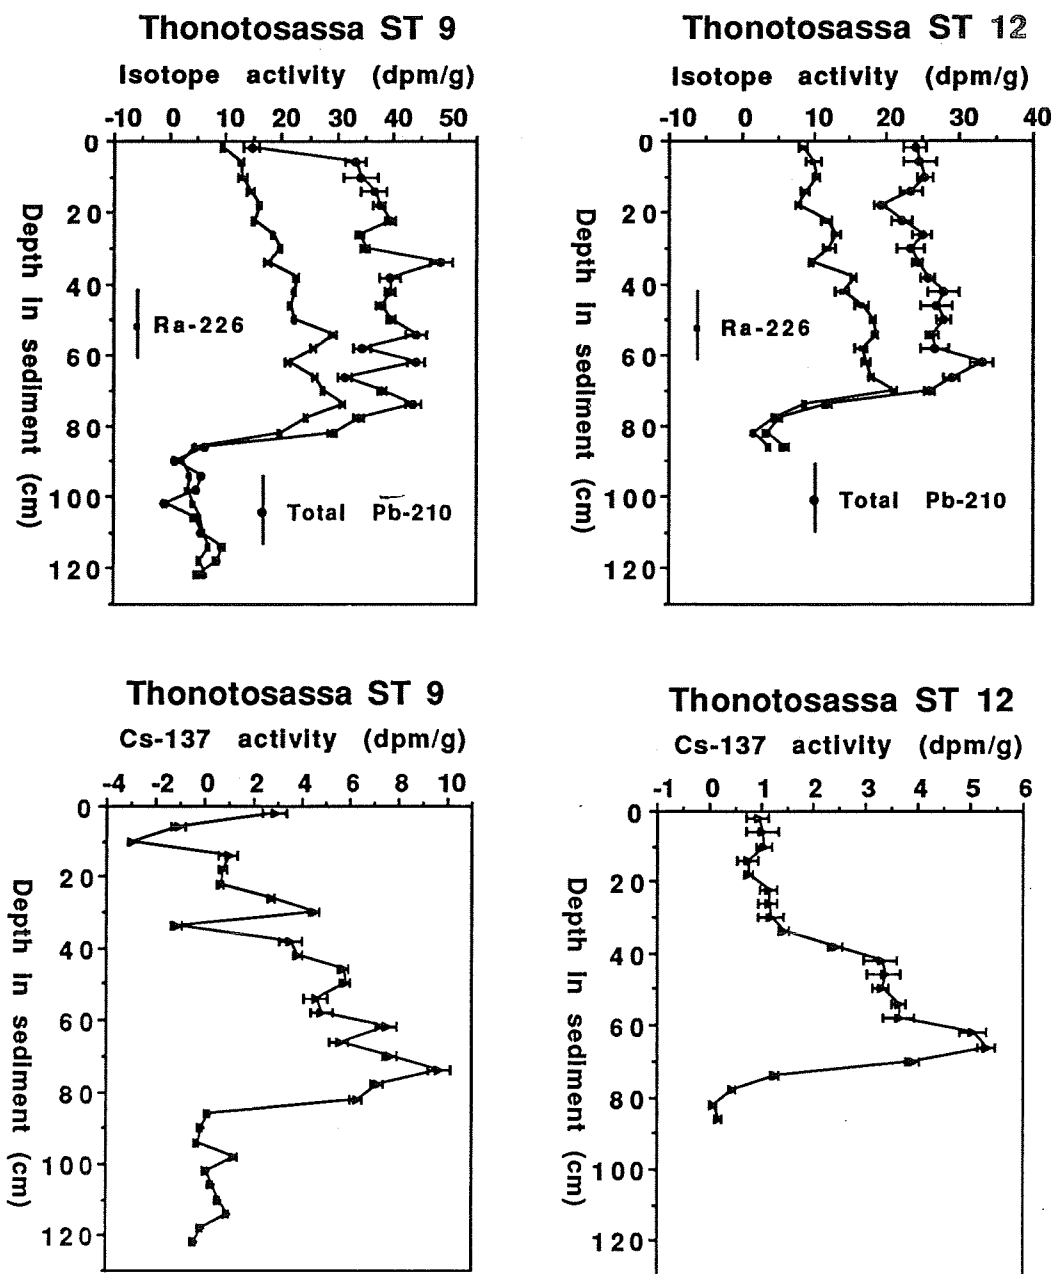 Thonotosassa ST 9
Isotope activity (dpm/g)
-10 0 10 20 30 40 50
0
20
40
60
80
100
120
Depth in sediment (cm)
Ra-226
Total Pb-210
Thonotosassa ST 12
Isotope activity (dpm/g)
-10 0 10 20 30 40
0
20
40
60
80
100
120
Depth in sediment (cm)
Ra-226
Total Pb-210
Thonotosassa ST 9
Cs-137 activity (dpm/g)
-4 -2 0 2 4 6 8 10
0
20
40
60
80
100
120
Depth in sediment (cm)
Thonotosassa ST 12
Cs-137 activity (dpm/g)
-1 0 1 2 3 4 5 6
0
20
40
60
80
100
120
Depth in sediment (cm)